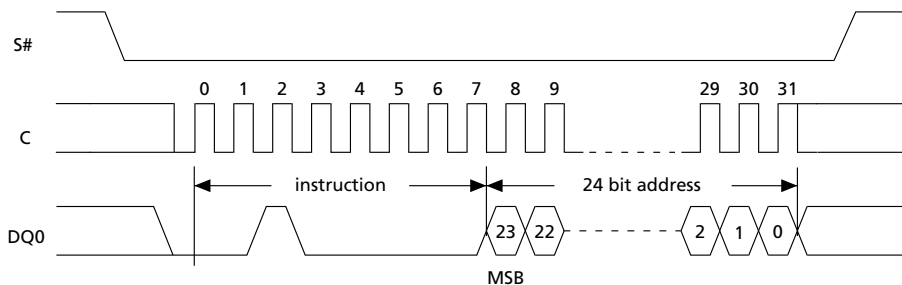 S#
0 1 2 3 4 5 6 7 8 9 29 30 31
C
instruction 24 bit address
DQ0 23 22 2 1 0
MSB